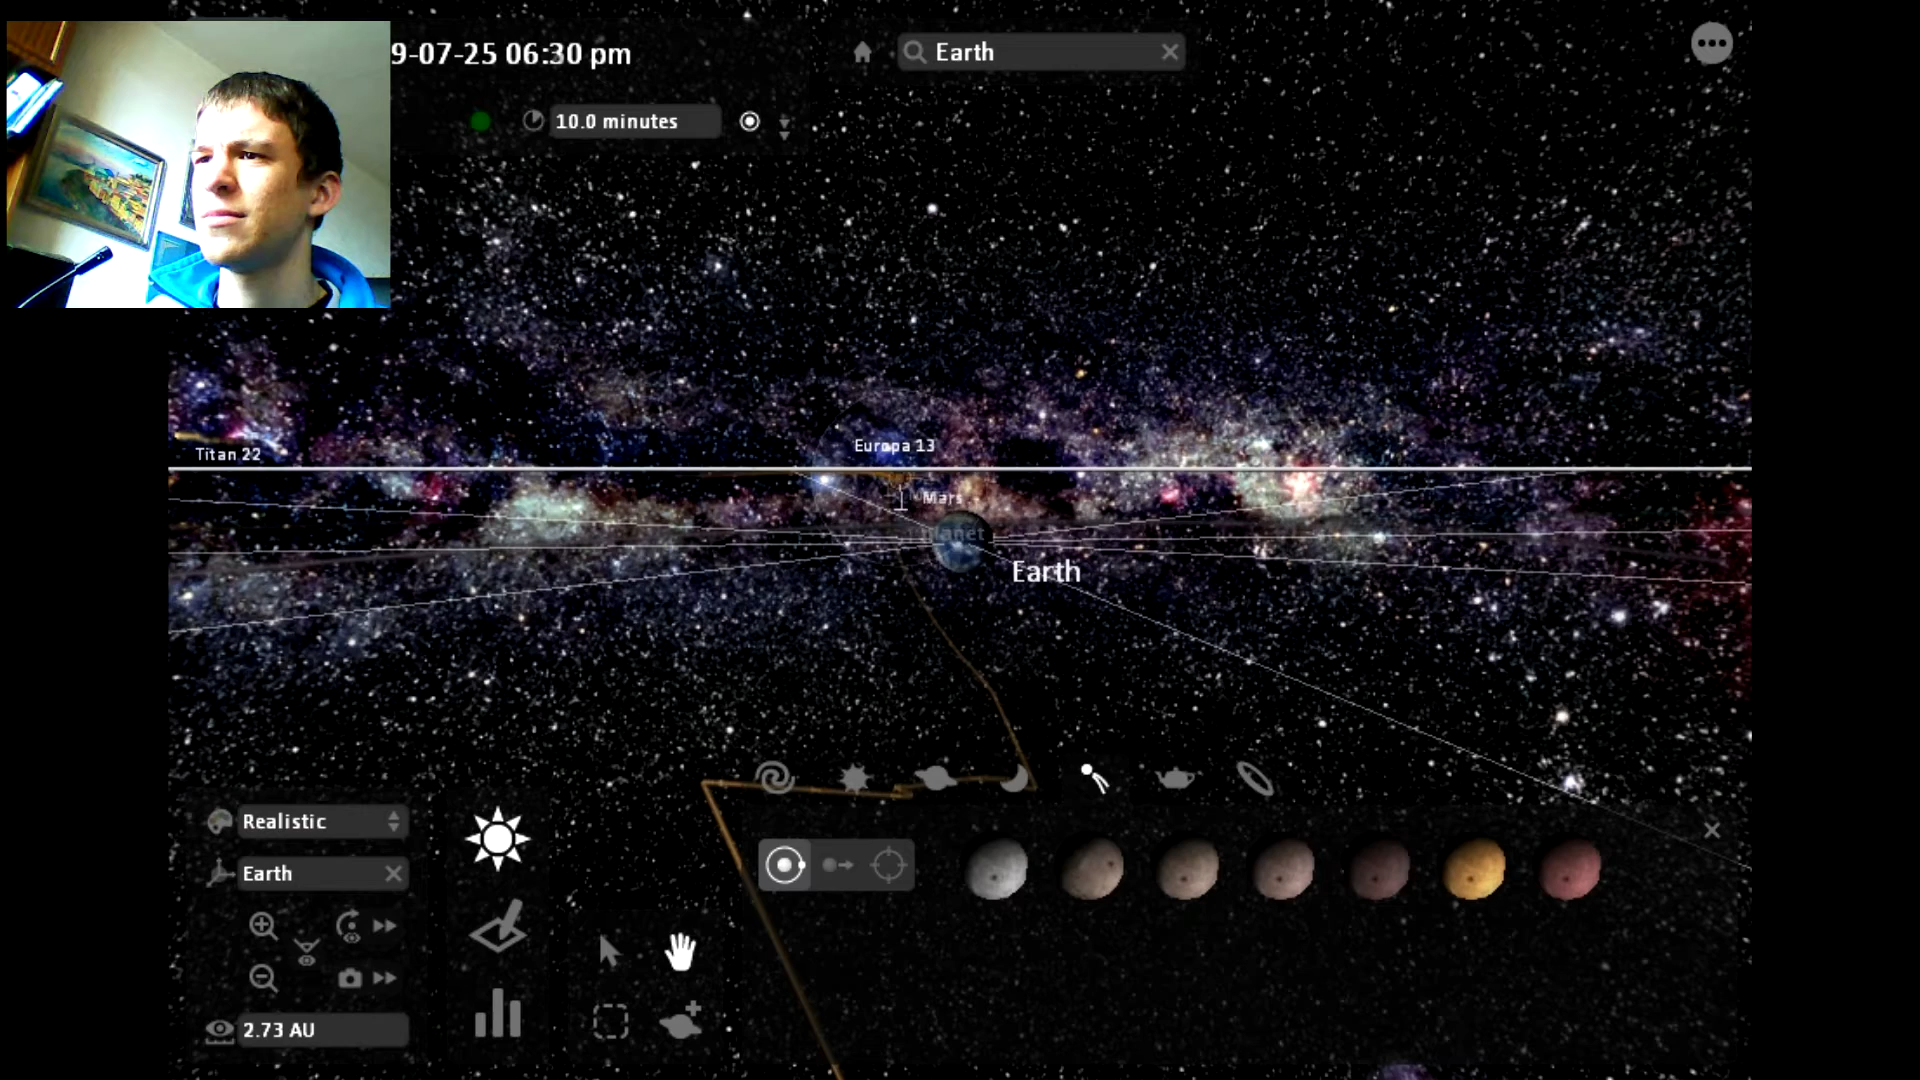 9-07-25 06:30 pm
Earth
10.0 minutes
Europa 13
Titan 22
Mars
Planet
Earth
Realistic
Earth
2.73 AU